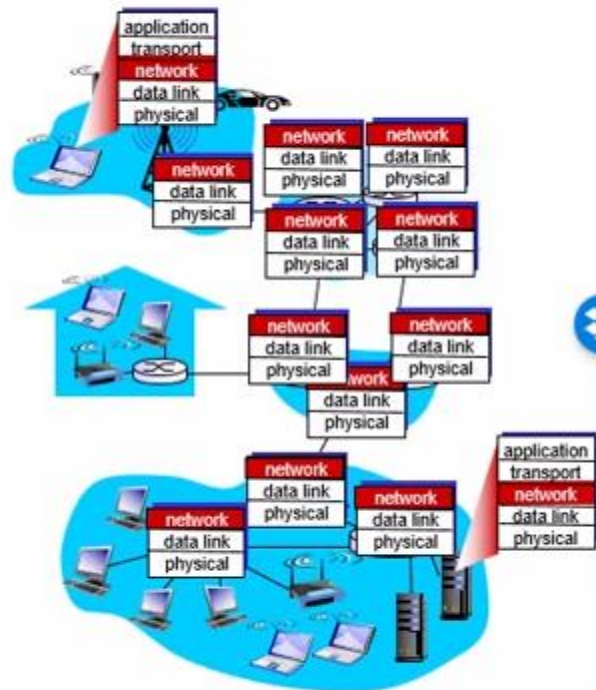 application
transport
network
data link
physical
network
data link
physical
network
data link
physical
network
data link
physical
network
data link
physical
network
data link
physical
network
data link
physical
network
data link
physical
data link
physical
network
data link
physical
network
data link
physical
network
data link
physical
application
transport
network
data link
physical